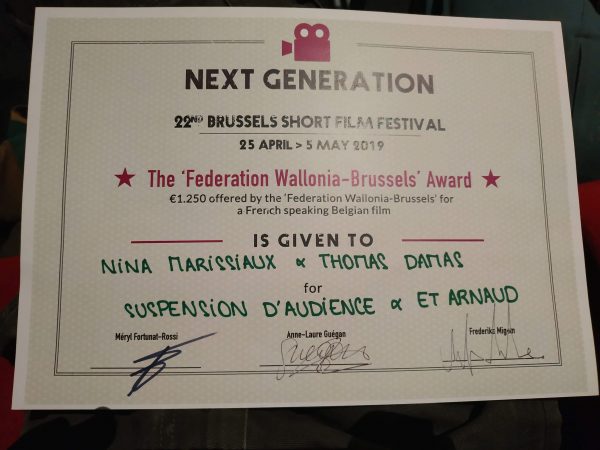 NEXT GENERATION
22ND BRUSSELS SHORT FILM FESTIVAL
25 APRIL > 5 MAY 2019
The 'Federation Wallonia-Brussels' Award
€1.250 offered by the 'Federation Wallonia-Brussels' for
a French speaking Belgian film
IS GIVEN TO
NINA MARISSIAUX & THOMAS DAMAS
for
SUSPENSION D'AUDIENCE & ET ARNAUD
Méryl Fortunat-Rossi Anne-Laure Guégan Frederike Migom